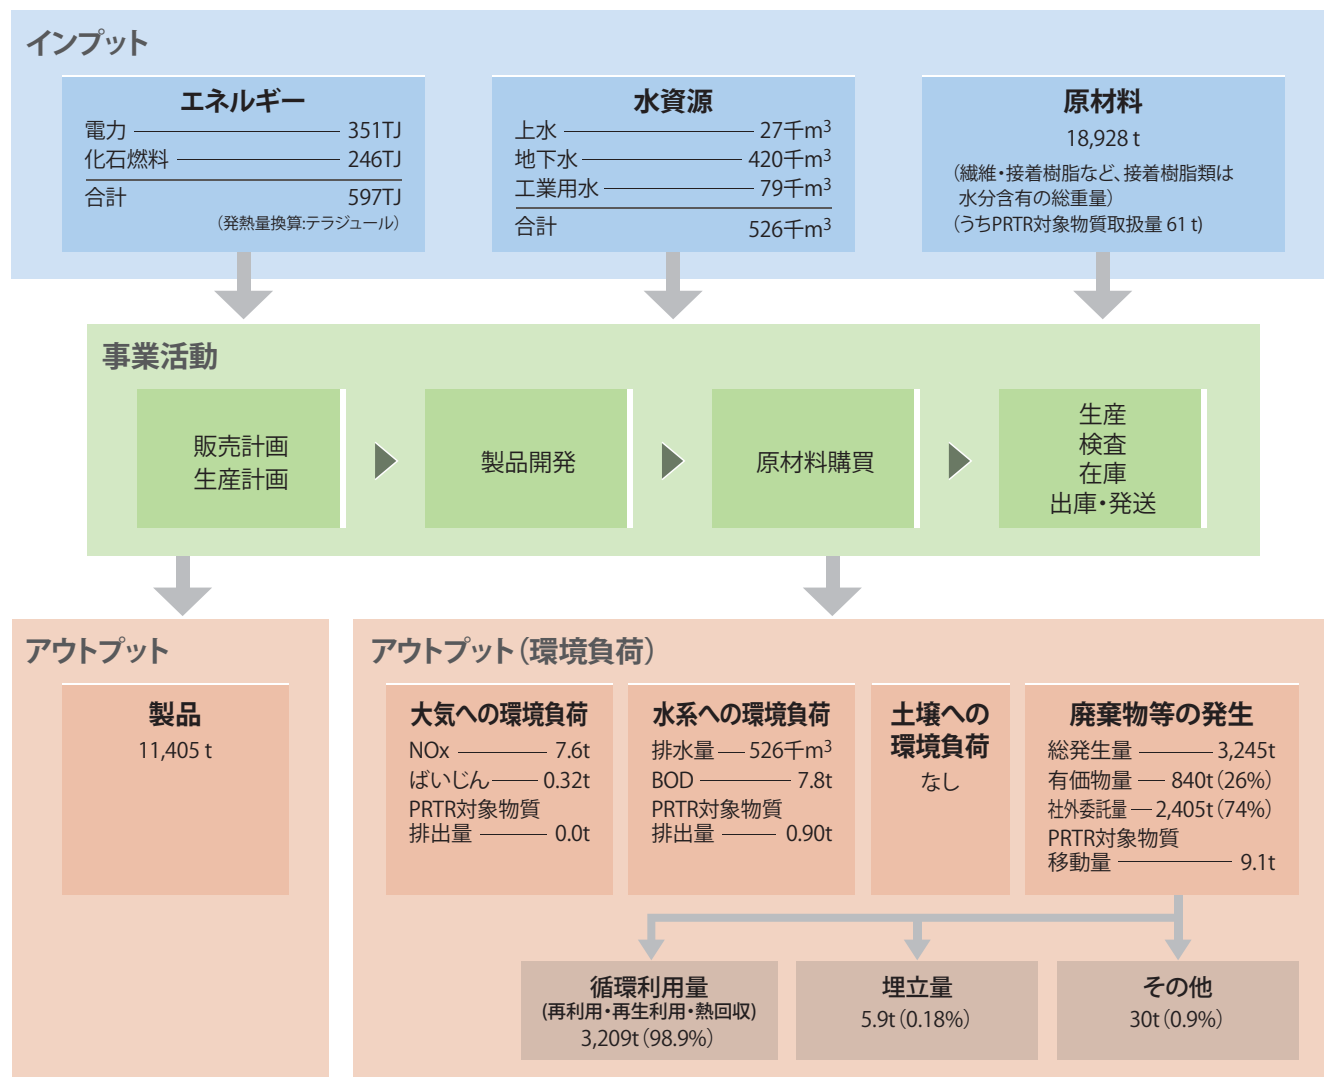 インプット
エネルギー
電力 351TJ
化石燃料 246TJ
合計 597TJ
（発熱量換算:テラジュール）
水資源
上水 27千m³
地下水 420千m³
工業用水 79千m³
合計 526千m³
原材料
18,928 t
（繊維・接着樹脂など、接着樹脂類は
水分含有の総重量）
（うちPRTR対象物質取扱量 61 t)
事業活動
販売計画
生産計画
製品開発
原材料購買
生産
検査
在庫
出庫・発送
アウトプット
製品
11,405 t
アウトプット（環境負荷）
大気への環境負荷
NOx 7.6t
ばいじん 0.32t
PRTR対象物質
排出量 0.0t
水系への環境負荷
排水量 526千m³
BOD 7.8t
PRTR対象物質
排出量 0.90t
土壌への
環境負荷
なし
廃棄物等の発生
総発生量 3,245t
有価物量 840t（26%）
社外委託量 2,405t（74%）
PRTR対象物質
移動量 9.1t
循環利用量
(再利用・再生利用・熱回収)
3,209t（98.9%）
埋立量
5.9t（0.18%）
その他
30t（0.9%）